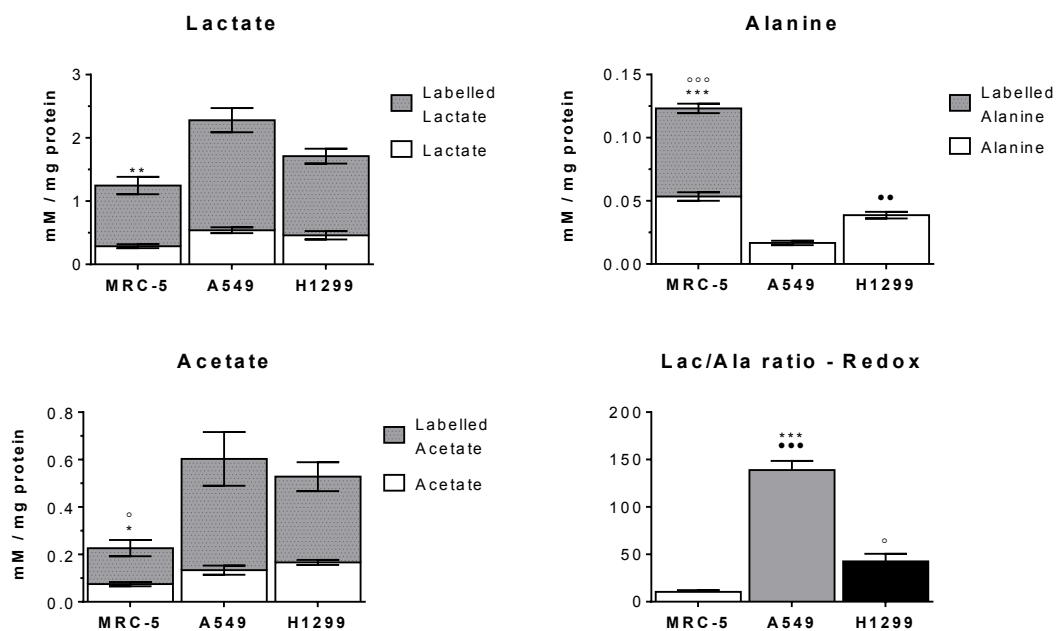 Lactate
mM / mg protein
3
2
1
0
**
MRC-5 A549 H1299
Labelled
Lactate
Lactate
Alanine
mM / mg protein
0.15
0.10
0.05
0.00
°°°
***
••
MRC-5 A549 H1299
Labelled
Alanine
Alanine
Acetate
mM / mg protein
0.8
0.6
0.4
0.2
0.0
°
*
MRC-5 A549 H1299
Labelled
Acetate
Acetate
Lac/Ala ratio - Redox
200
150
100
50
0
***
•••
°
MRC-5 A549 H1299